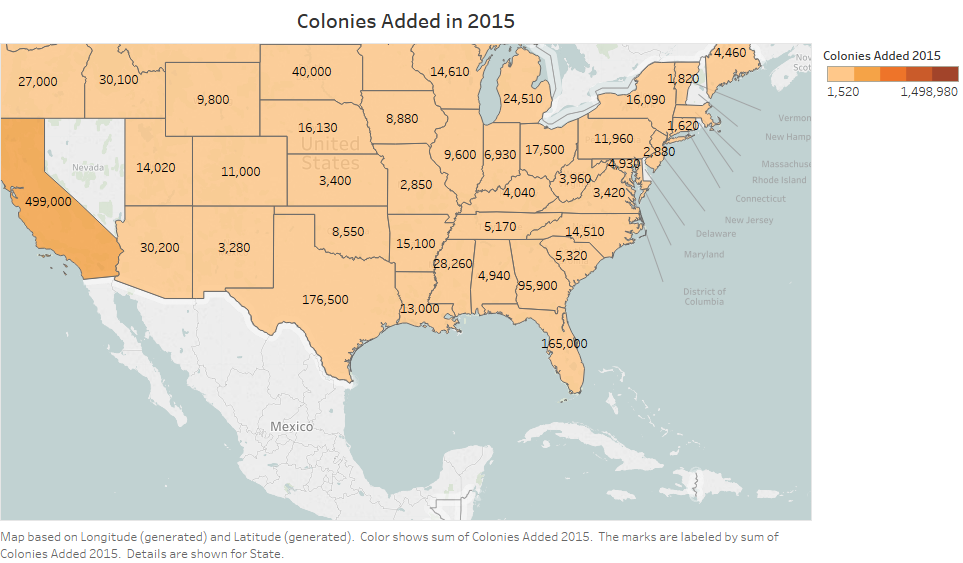 Colonies Added in 2015
Colonies Added 2015
1,520
1,498,980
4,460
Nov
Scot
27,000
30,100
40,000
14,610
1,820
9,800
24,510
16,090
16,130
8,880
1,620
Vermon
New Hamp
United
States
9,600
6,930
17,500
11,960
2,880
Massachuse
Nevada
14,020
11,000
3,400
2,850
3,960
4,930
Rhode Island
4,040
3,420
Connecticut
499,000
New Jersey
8,550
5,170
14,510
Delaware
30,200
3,280
15,100
5,320
Maryland
28,260
4,940
95,900
District of
Columbia
176,500
13,000
165,000
Mexico
Map based on Longitude (generated) and Latitude (generated).  Color shows sum of Colonies Added 2015.  The marks are labeled by sum of
Colonies Added 2015.  Details are shown for State.